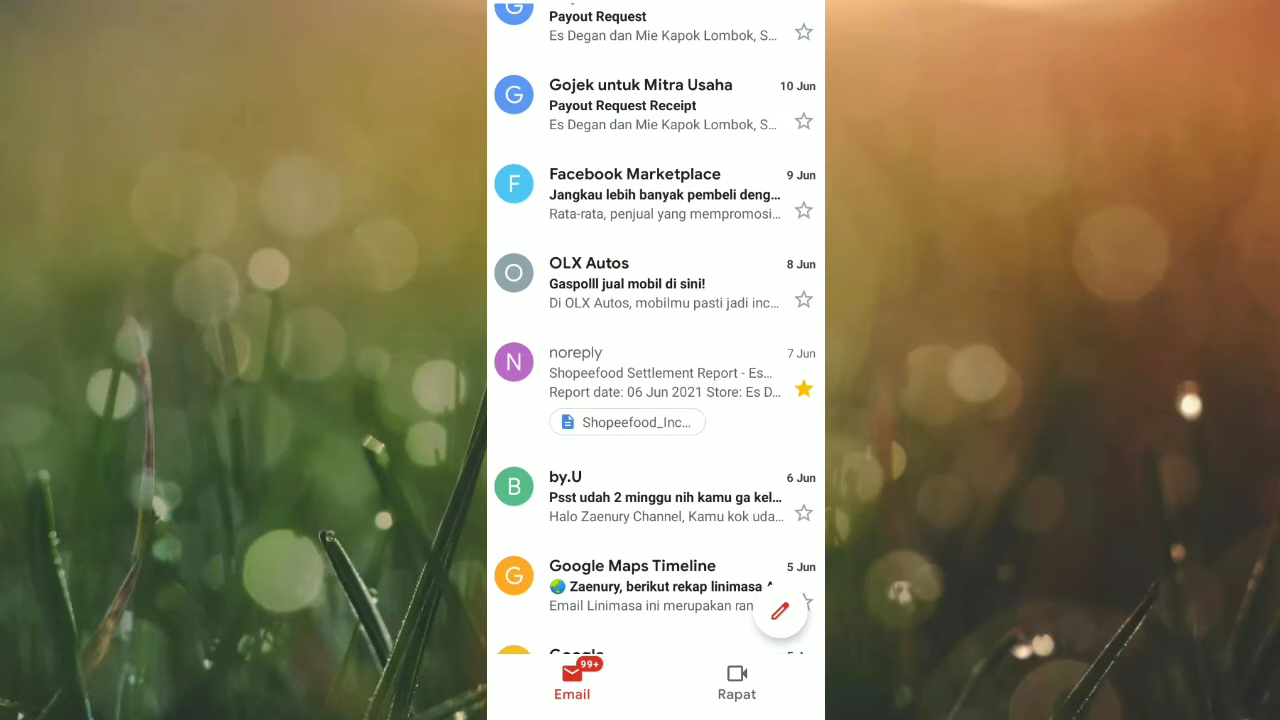 G
Payout Request
Es Degan dan Mie Kapok Lombok, S...
G
Gojek untuk Mitra Usaha
10 Jun
Payout Request Receipt
Es Degan dan Mie Kapok Lombok, S...
F
Facebook Marketplace
9 Jun
Jangkau lebih banyak pembeli deng...
Rata-rata, penjual yang mempromosi...
O
OLX Autos
8 Jun
Gaspolll jual mobil di sini!
Di OLX Autos, mobilmu pasti jadi inc...
N
noreply
7 Jun
Shopeefood Settlement Report - Es...
Report date: 06 Jun 2021 Store: Es D...
Shopeefood_Inc...
B
by.U
6 Jun
Psst udah 2 minggu nih kamu ga kel...
Halo Zaenury Channel, Kamu kok uda...
G
Google Maps Timeline
5 Jun
Zaenury, berikut rekap linimasa
Email Linimasa ini merupakan ran
Google
99+
Email
Rapat